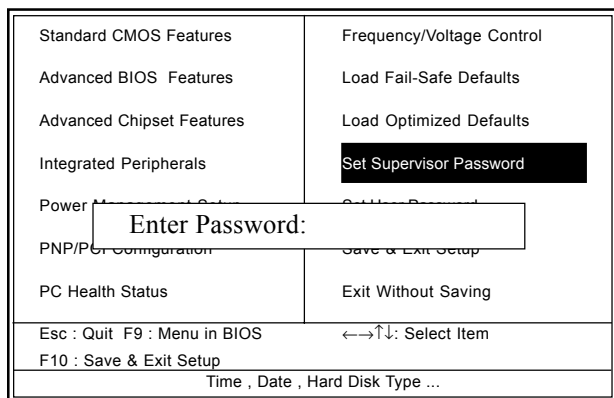 Standard CMOS Features
Advanced BIOS Features
Advanced Chipset Features
Integrated Peripherals
Power
PNP/PCI Configuration
PC Health Status
Frequency/Voltage Control
Load Fail-Safe Defaults
Load Optimized Defaults
Set Supervisor Password
Save & Exit Setup
Exit Without Saving
Enter Password:
Esc : Quit F9 : Menu in BIOS
F10 : Save & Exit Setup
←→↑↓: Select Item
Time , Date , Hard Disk Type ...